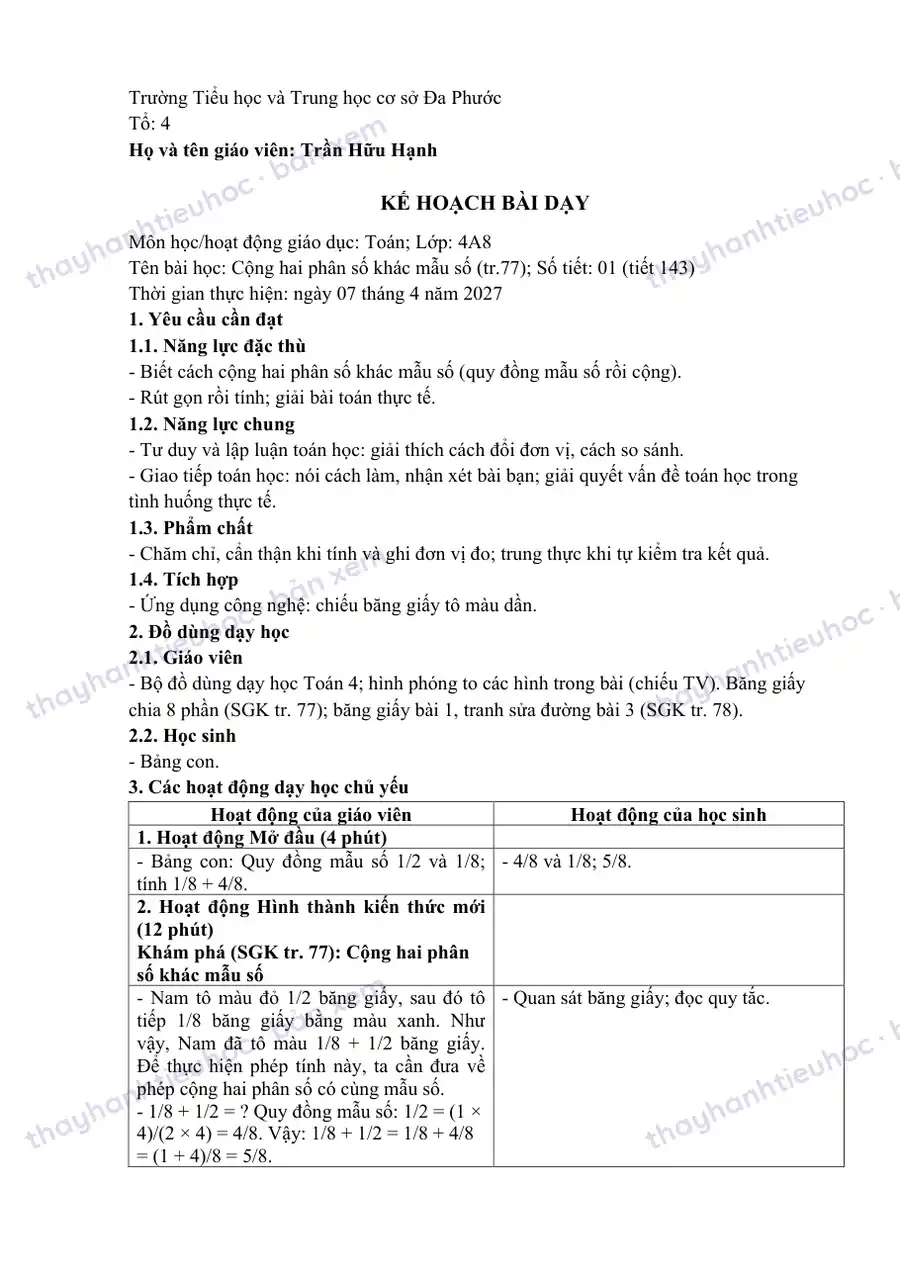 Trường Tiểu học và Trung học cơ sở Đa Phước
Tổ: 4
Họ và tên giáo viên: Trần Hữu Hạnh
KẾ HOẠCH BÀI DẠY
Môn học/hoạt động giáo dục: Toán; Lớp: 4A8
Tên bài học: Cộng hai phân số khác mẫu số (tr.77); Số tiết: 01 (tiết 143)
Thời gian thực hiện: ngày 07 tháng 4 năm 2027
1. Yêu cầu cần đạt
1.1. Năng lực đặc thù
- Biết cách cộng hai phân số khác mẫu số (quy đồng mẫu số rồi cộng).
- Rút gọn rồi tính; giải bài toán thực tế.
1.2. Năng lực chung
- Tư duy và lập luận toán học: giải thích cách đổi đơn vị, cách so sánh.
- Giao tiếp toán học: nói cách làm, nhận xét bài bạn; giải quyết vấn đề toán học trong
tình huống thực tế.
1.3. Phẩm chất
- Chăm chỉ, cẩn thận khi tính và ghi đơn vị đo; trung thực khi tự kiểm tra kết quả.
1.4. Tích hợp
- Ứng dụng công nghệ: chiếu băng giấy tô màu dần.
2. Đồ dùng dạy học
2.1. Giáo viên
- Bộ đồ dùng dạy học Toán 4; hình phóng to các hình trong bài (chiếu TV). Băng giấy
chia 8 phần (SGK tr. 77); băng giấy bài 1, tranh sửa đường bài 3 (SGK tr. 78).
2.2. Học sinh
- Bảng con.
3. Các hoạt động dạy học chủ yếu
Hoạt động của giáo viên
Hoạt động của học sinh
1. Hoạt động Mở đầu (4 phút)
- Bảng con: Quy đồng mẫu số 1/2 và 1/8;
tính 1/8 + 4/8.
- 4/8 và 1/8; 5/8.
2. Hoạt động Hình thành kiến thức mới
(12 phút)
Khám phá (SGK tr. 77): Cộng hai phân
số khác mẫu số
- Nam tô màu đỏ 1/2 băng giấy, sau đó tô
tiếp 1/8 băng giấy bằng màu xanh. Như
vậy, Nam đã tô màu 1/8 + 1/2 băng giấy.
Để thực hiện phép tính này, ta cần đưa về
phép cộng hai phân số có cùng mẫu số.
- 1/8 + 1/2 = ? Quy đồng mẫu số: 1/2 = (1 ×
4)/(2 × 4) = 4/8. Vậy: 1/8 + 1/2 = 1/8 + 4/8
= (1 + 4)/8 = 5/8.
- Quan sát băng giấy; đọc quy tắc.
thayhanhtieuhoc · bản xem
thayhanhtieuhoc · b
thayhanhtieuhoc · bản xem
thayhanhtieuhoc · b
thayhanhtieuhoc · bản xem
thayhanhtieuhoc · b